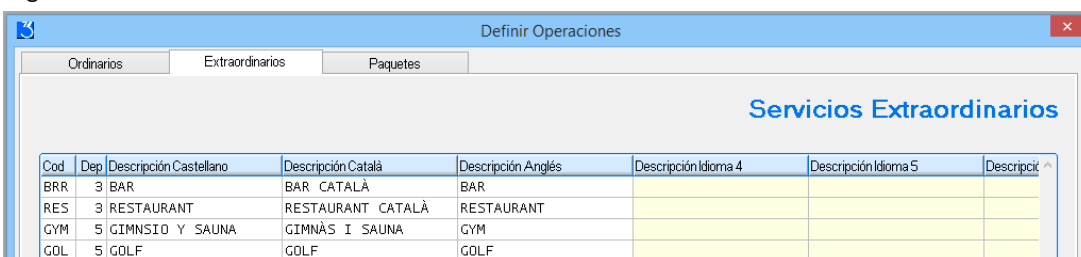 3
Definir Operaciones
Ordinarios Extraordinarios Paquetes
Servicios Extraordinarios
Cod Dep Descripción Castellano Descripción Català Descripción Anglés Descripción Idioma 4 Descripción Idioma 5 Descripció
BRR 3 BAR BAR CATALÀ BAR
RES 3 RESTAURANT RESTAURANT CATALÀ RESTAURANT
GYM 5 GIMNSIO Y SAUNA GIMNÀS I SAUNA GYM
GOL 5 GOLF GOLF GOLF